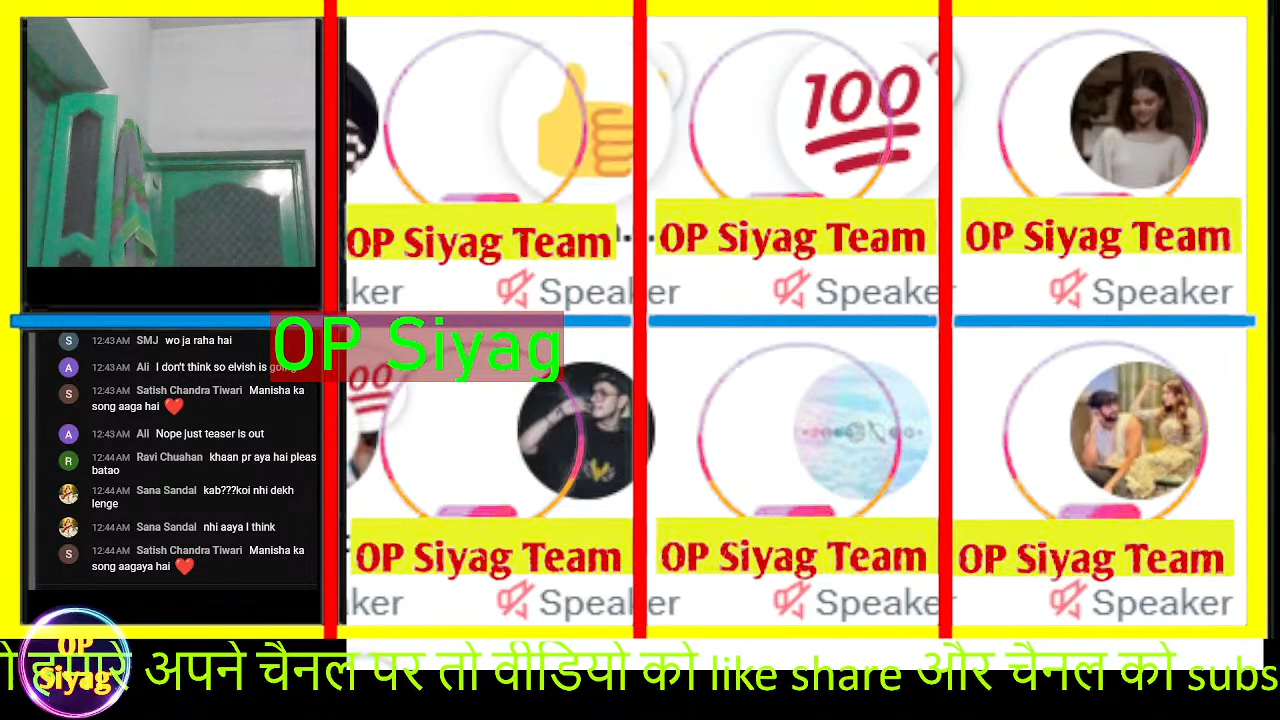 100
OP Siyag Team
OP Siyag Team
OP Siyag Team
ker
Speaker
Speaker
Speaker
OP Siyag
12:43 AM SMJ wo ja raha hai
12:43 AM Ali I don't think so elvish is
12:43 AM Satish Chandra Tiwari Manisha ka
song aaga hai ❤️
12:43 AM Ali Nope just teaser is out
12:44 AM Ravi Chuahan khaan pr aya hai pleas
batao
12:44 AM Sana Sandal kab???koi nhi dekh
lenge
12:44 AM Sana Sandal nhi aaya I think
12:44 AM Satish Chandra Tiwari Manisha ka
song aagaya hai ❤️
OP Siyag Team
OP Siyag Team
OP Siyag Team
ker
Speaker
Speaker
Speaker
OP
Siyag
अपने चैनल पर तो वीडियो को like share और चैनल को subs